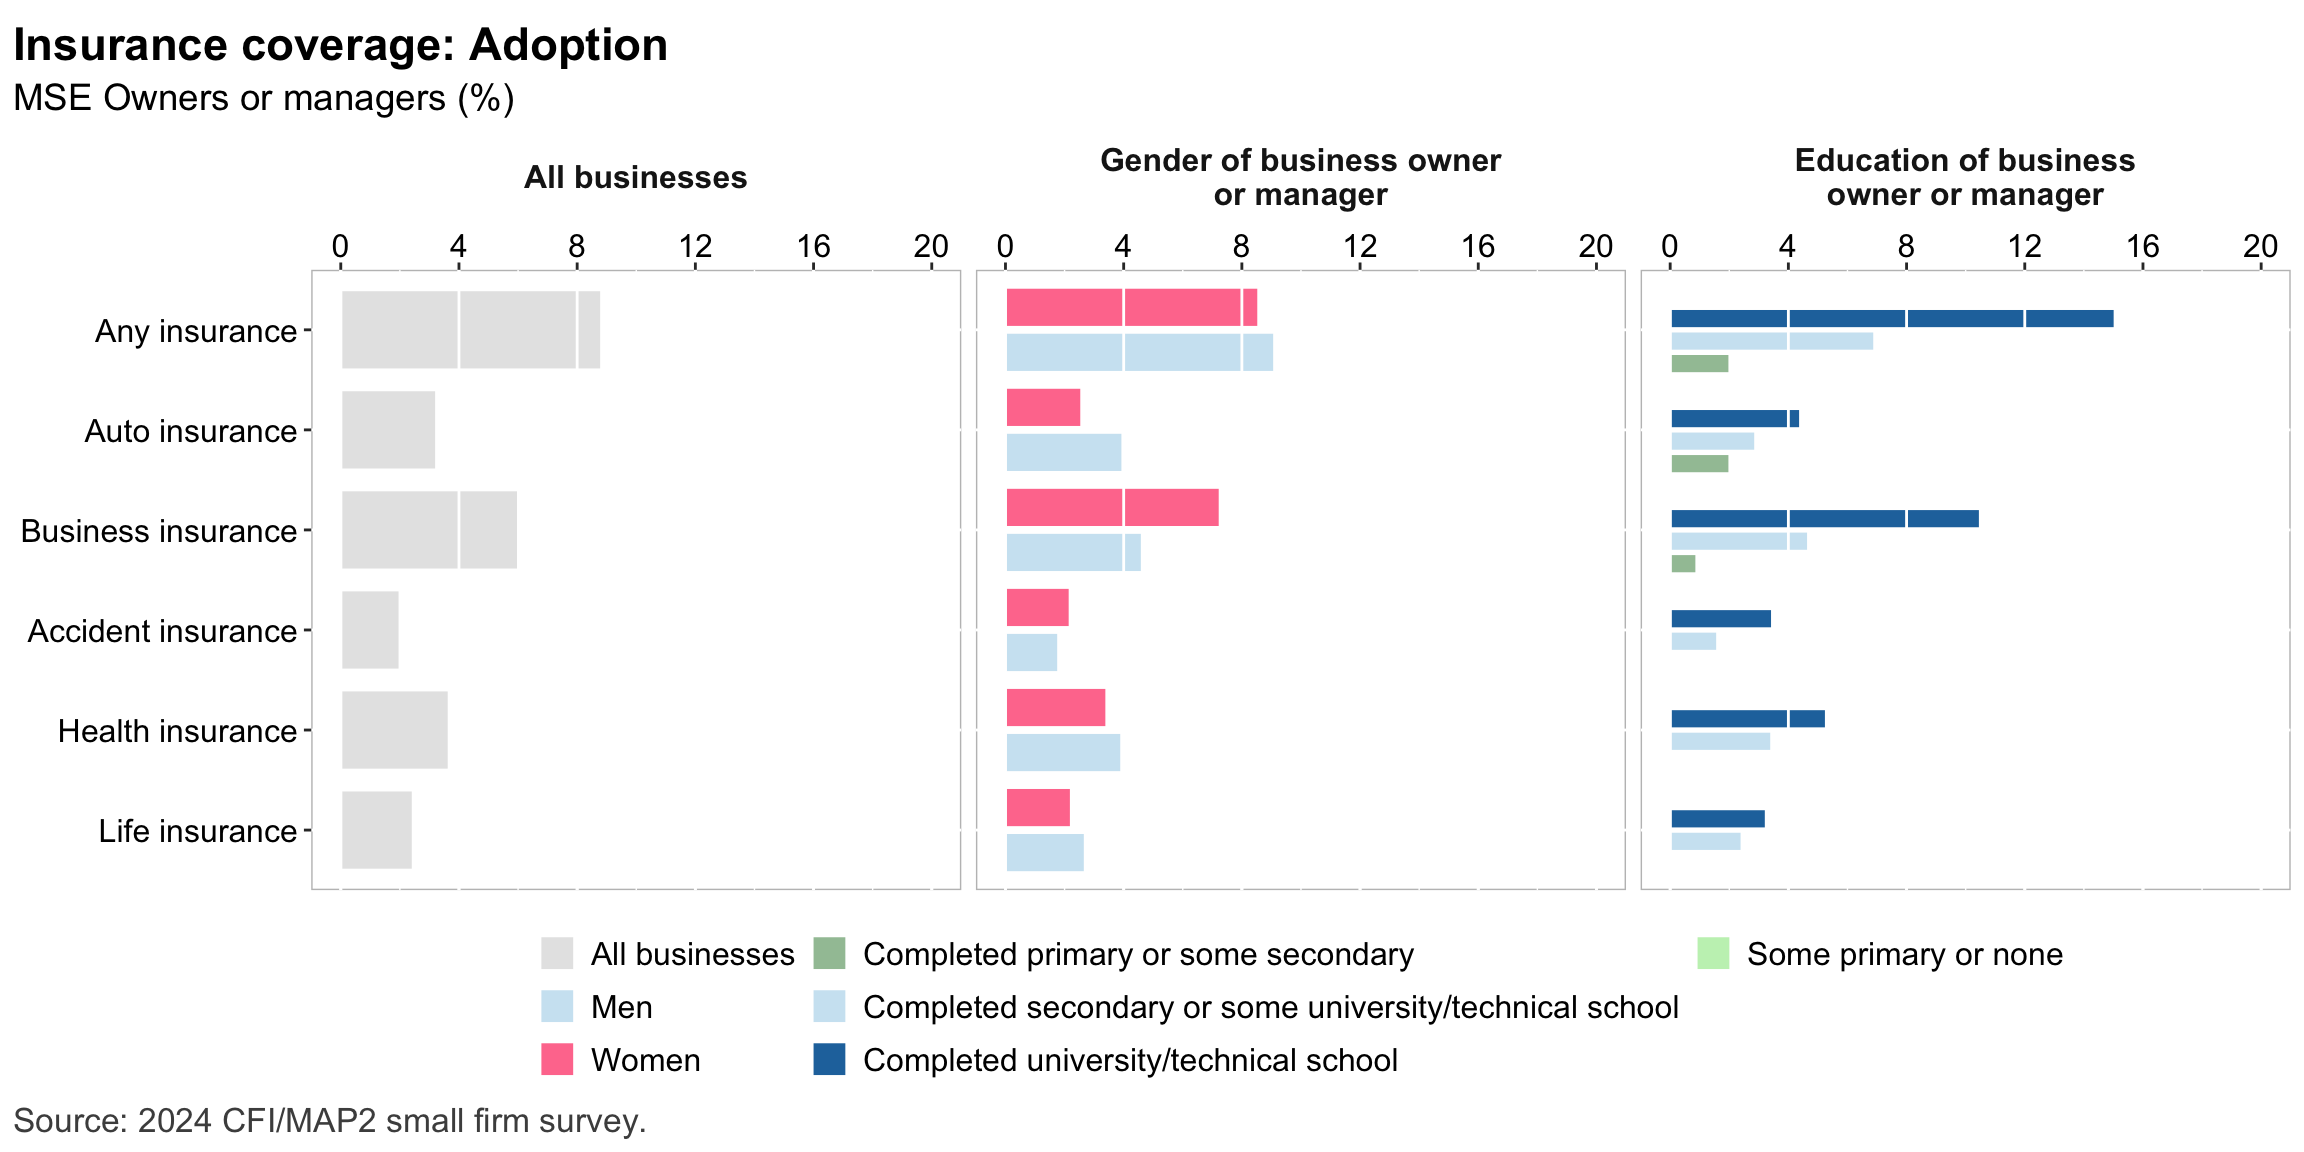 Insurance coverage: Adoption
MSE Owners or managers (%)
All businesses
Gender of business owner
or manager
Education of business
owner or manager
0 4 8 12 16 20
0 4 8 12 16 20
0 4 8 12 16 20
Any insurance
Auto insurance
Business insurance
Accident insurance
Health insurance
Life insurance
All businesses
Men
Women
Completed primary or some secondary
Completed secondary or some university/technical school
Completed university/technical school
Some primary or none
Source: 2024 CFI/MAP2 small firm survey.